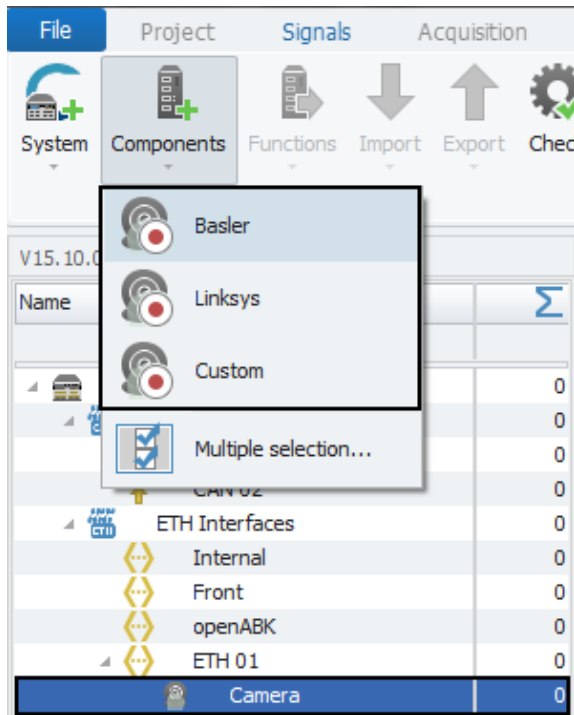 File Project Signals Acquisition
System Components Functions Import Export Chec
Basler
V15.10.0
Linksys
Name Σ
Custom
0
0
Multiple selection...
0
CAN 02 0
ETH Interfaces 0
Internal 0
Front 0
openABK 0
ETH 01 0
Camera 0